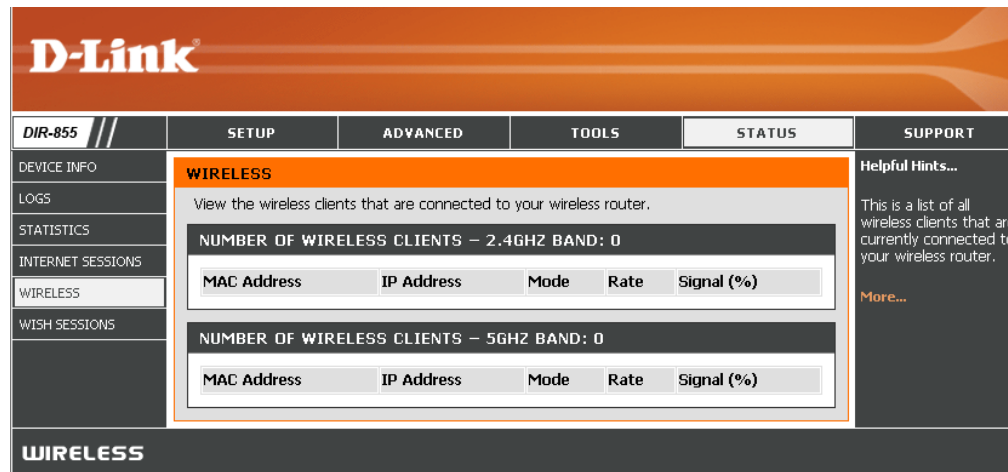 D-Link®
DIR-855
SETUP
ADVANCED
TOOLS
STATUS
SUPPORT
DEVICE INFO
LOGS
STATISTICS
INTERNET SESSIONS
WIRELESS
WISH SESSIONS
WIRELESS
View the wireless clients that are connected to your wireless router.
NUMBER OF WIRELESS CLIENTS – 2.4GHZ BAND: 0
MAC Address IP Address Mode Rate Signal (%)
NUMBER OF WIRELESS CLIENTS – 5GHZ BAND: 0
MAC Address IP Address Mode Rate Signal (%)
Helpful Hints...
This is a list of all
wireless clients that ar
currently connected t
your wireless router.
More...
WIRELESS